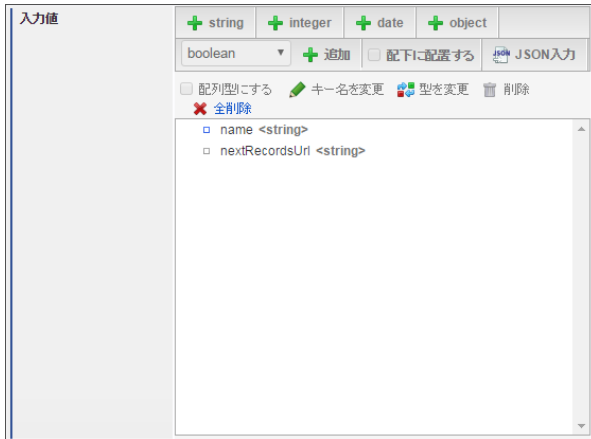 入力値
string integer date object
boolean 追加 配下に配置する JSON入力
配列型にする キー名を変更 型を変更 削除
全削除
name <string>
nextRecordsUrl <string>